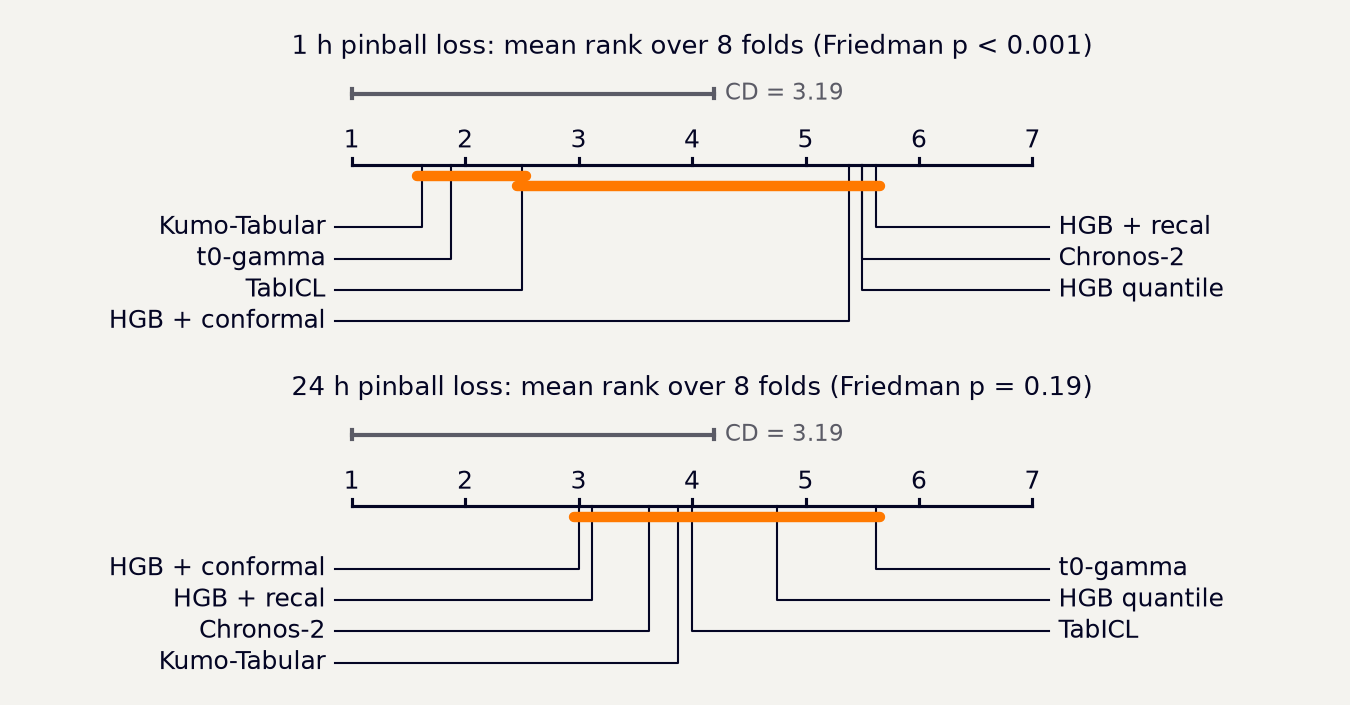 1 h pinball loss: mean rank over 8 folds (Friedman p < 0.001)
CD = 3.19
1 2 3 4 5 6 7
Kumo-Tabular
t0-gamma
TabICL
HGB + conformal
HGB + recal
Chronos-2
HGB quantile
24 h pinball loss: mean rank over 8 folds (Friedman p = 0.19)
CD = 3.19
1 2 3 4 5 6 7
HGB + conformal
HGB + recal
Chronos-2
Kumo-Tabular
t0-gamma
HGB quantile
TabICL